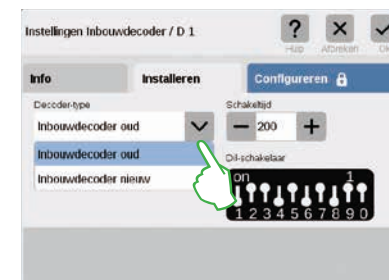 Instellingen Inbouwdecoder / D 1
Hulp Afbreken OK
Info Installeren Configureren
Decoder-type Schakeltijd
Inbouwdecoder oud 200
Inbouwdecoder oud Dil-schakelaar
Inbouwdecoder nieuw on 1
1 2 3 4 5 6 7 8 9 0